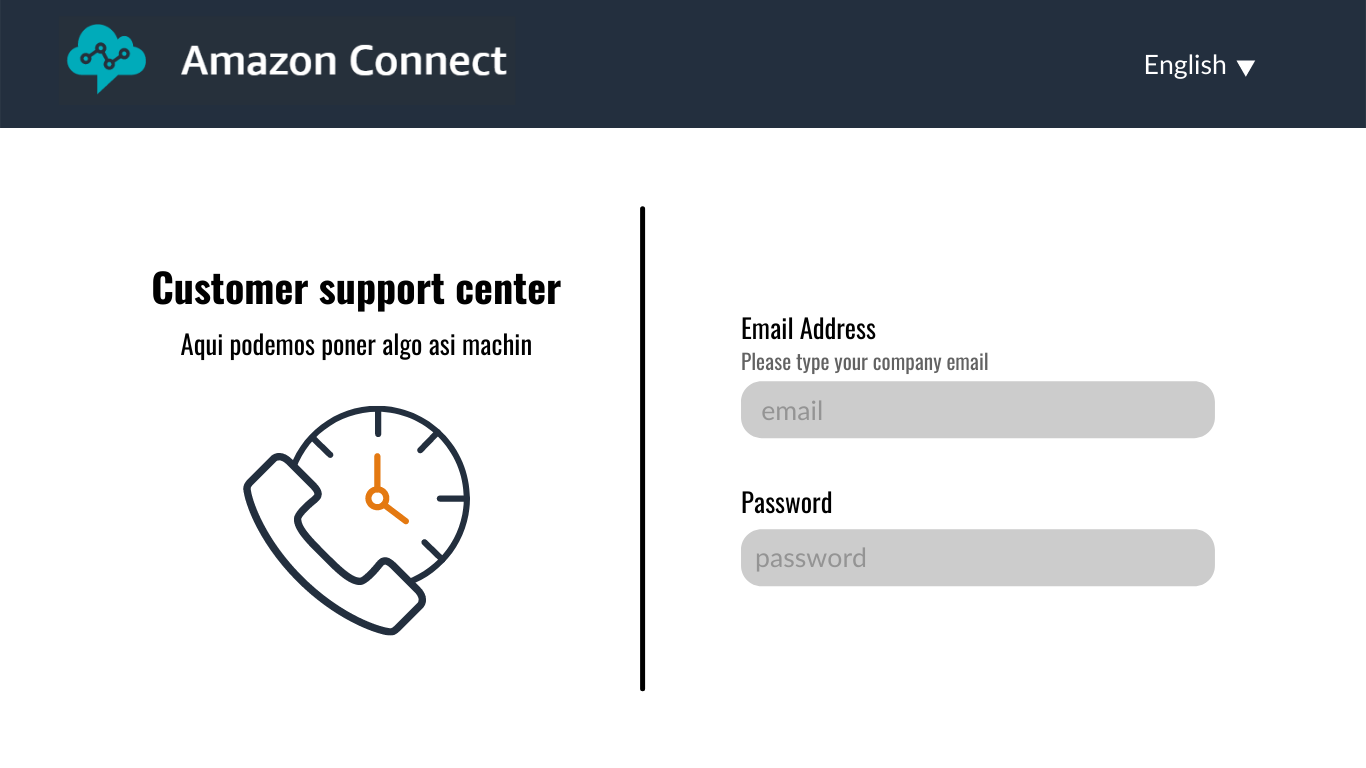 Amazon Connect
English ▼
Customer support center
Aqui podemos poner algo asi machin
Email Address
Please type your company email
email
Password
password